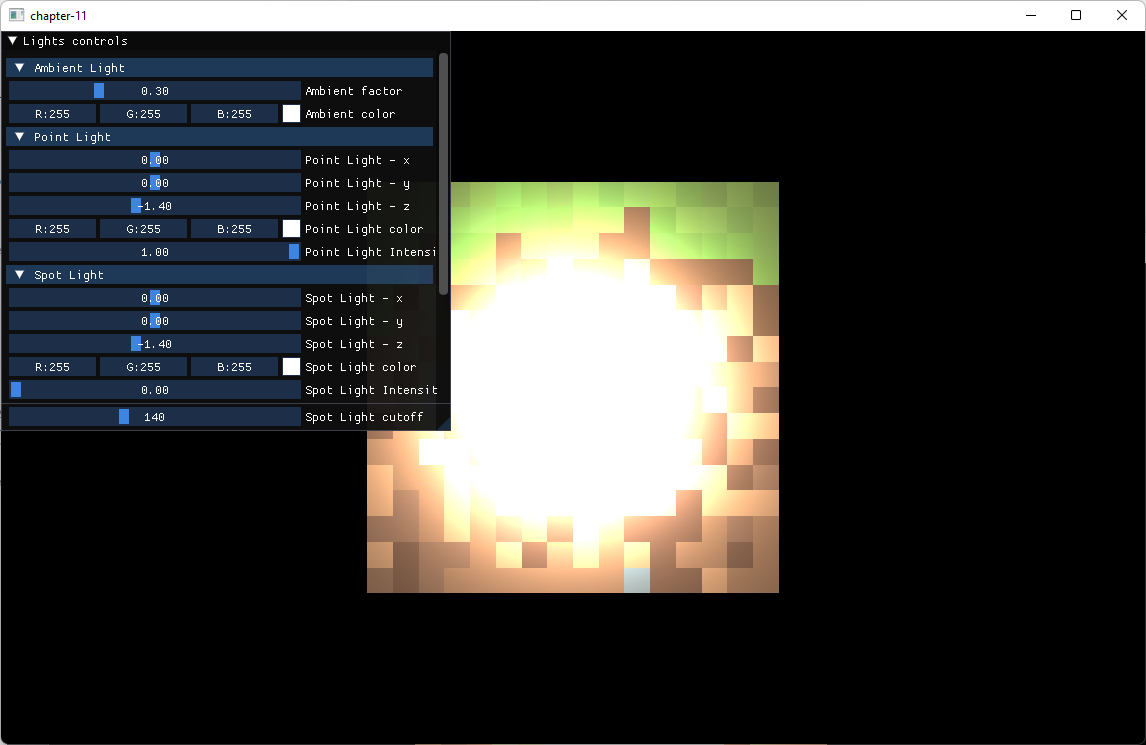 chapter-11
Lights controls
Ambient Light
0.30 Ambient factor
R:255 G:255 B:255 Ambient color
Point Light
0.00 Point Light - x
0.00 Point Light - y
-1.40 Point Light - z
R:255 G:255 B:255 Point Light color
1.00 Point Light Intensi
Spot Light
0.00 Spot Light - x
0.00 Spot Light - y
-1.40 Spot Light - z
R:255 G:255 B:255 Spot Light color
0.00 Spot Light Intensit
140 Spot Light cutoff